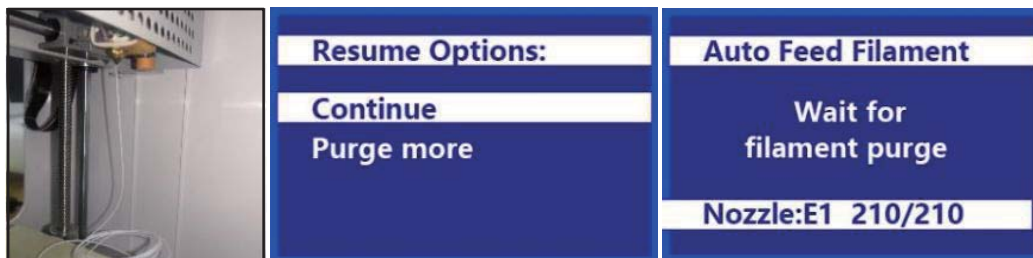 Resume Options:
Continue
Purge more
Auto Feed Filament
Wait for
filament purge
Nozzle:E1 210/210